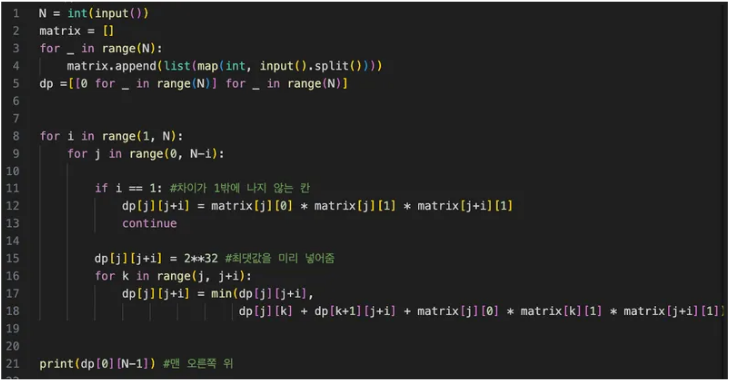 1 N = int(input())
2 matrix = []
3 for _ in range(N):
4     matrix.append(list(map(int, input().split())))
5 dp =[[0 for _ in range(N)] for _ in range(N)]
6
7
8 for i in range(1, N):
9     for j in range(0, N-i):
10
11         if i == 1: #차이가 1밖에 나지 않는 칸
12             dp[j][j+i] = matrix[j][0] * matrix[j][1] * matrix[j+i][1]
13             continue
14
15         dp[j][j+i] = 2**32 #최댓값을 미리 넣어줌
16         for k in range(j, j+i):
17             dp[j][j+i] = min(dp[j][j+i],
18                              dp[j][k] + dp[k+1][j+i] + matrix[j][0] * matrix[k][1] * matrix[j+i][1])
19
20
21 print(dp[0][N-1]) #맨 오른쪽 위